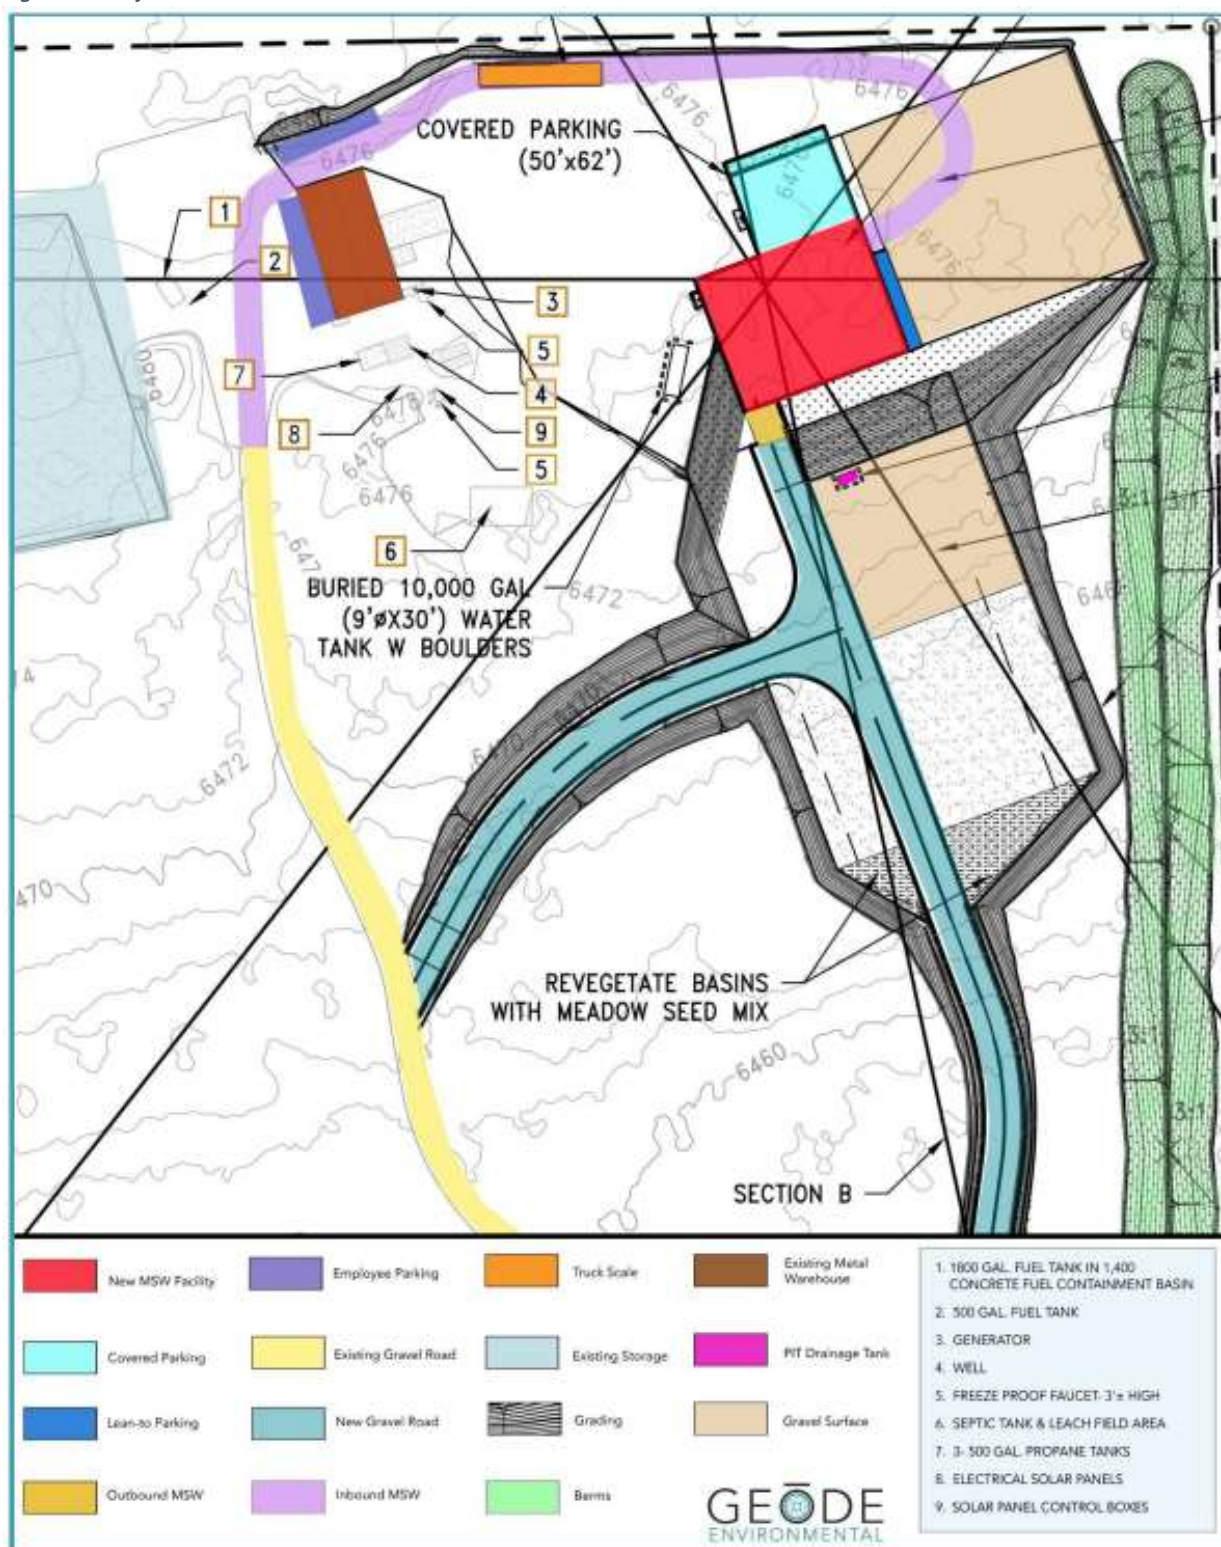 6476
6476
6476
COVERED PARKING
(50'x62')
6476
6476
1
2
3
5
4
7
9
8
5
6
6460
6476
6476
6476
BURIED 10,000 GAL
(9'øX30') WATER
TANK W BOULDERS
6472
3:1
6470
6470
6472
REVEGETATE BASINS
WITH MEADOW SEED MIX
6460
3:1
3:1
SECTION B
New MSW Facility
Employee Parking
Truck Scale
Existing Metal
Warehouse
Covered Parking
Existing Gravel Road
Existing Storage
PIT Drainage Tank
Lean-to Parking
New Gravel Road
Grading
Gravel Surface
Outbound MSW
Inbound MSW
Berms
GEODE
ENVIRONMENTAL
1. 1800 GAL. FUEL TANK IN 1,400
CONCRETE FUEL CONTAINMENT BASIN
2. 500 GAL. FUEL TANK
3. GENERATOR
4. WELL
5. FREEZE PROOF FAUCET- 3'± HIGH
6. SEPTIC TANK & LEACH FIELD AREA
7. 3- 500 GAL. PROPANE TANKS
8. ELECTRICAL SOLAR PANELS
9. SOLAR PANEL CONTROL BOXES